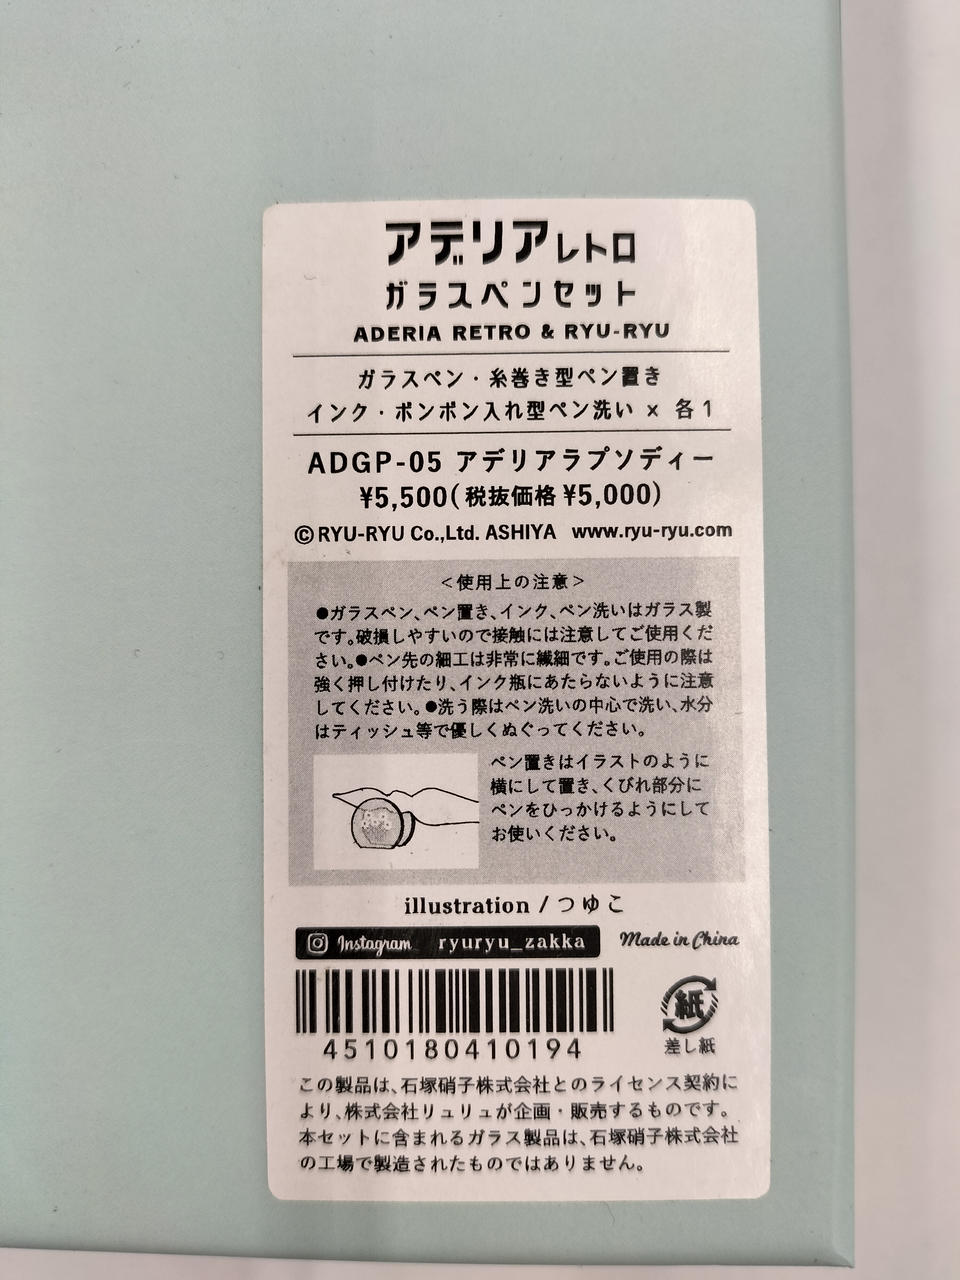 アデリアレトロ
ガラスペンセット
ADERIA RETRO & RYU-RYU
ガラスペン・糸巻き型ペン置き
インク・ボンボン入れ型ペン洗い × 各1
ADGP-05 アデリアラプソディー
¥5,500(税抜価格 ¥5,000)
©RYU-RYU Co.,Ltd. ASHIYA www.ryu-ryu.com
<使用上の注意>
●ガラスペン、ペン置き、インク、ペン洗いはガラス製
です。破損しやすいので接触には注意してご使用くだ
さい。●ペン先の細工は非常に繊細です。ご使用の際は
強く押し付けたり、インク瓶にあたらないように注意
してください。●洗う際はペン洗いの中心で洗い、水分
はティッシュ等で優しくぬぐってください。
ペン置きはイラストのように
横にして置き、くびれ部分に
ペンをひっかけるようにして
お使いください。
illustration / つゆこ
Instagram ryuryu_zakka Made in China
紙
4510180410194 差し紙
この製品は、石塚硝子株式会社とのライセンス契約に
より、株式会社リュリュが企画・販売するものです。
本セットに含まれるガラス製品は、石塚硝子株式会社
の工場で製造されたものではありません。